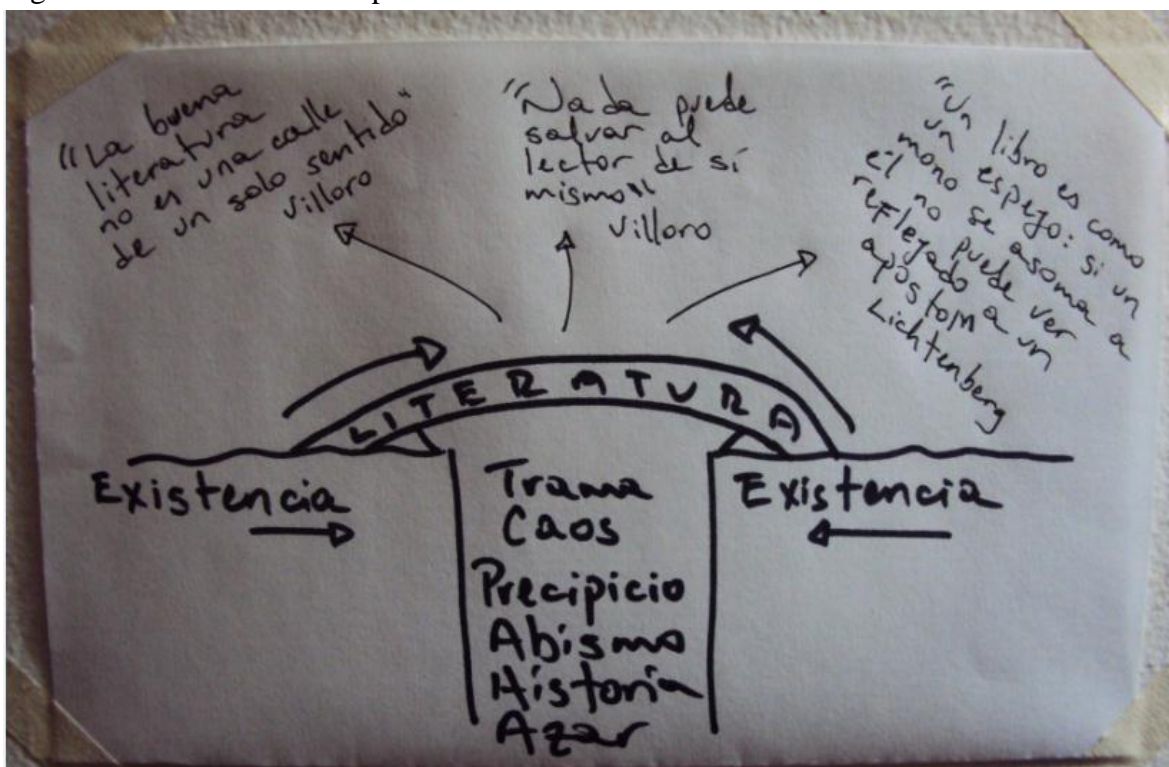 "La buena
literatura
no es una calle
de un solo sentido"
Villoro
"Nada puede
salvar al
lector de sí
mismo"
Villoro
"Un libro es como
un espejo: si un
mono se asoma a
él no puede ver
reflejado a un
apóstol"
Lichtenberg
LITERATURA
Existencia
Existencia
Trama
Caos
Precipicio
Abismo
Historia
Azar